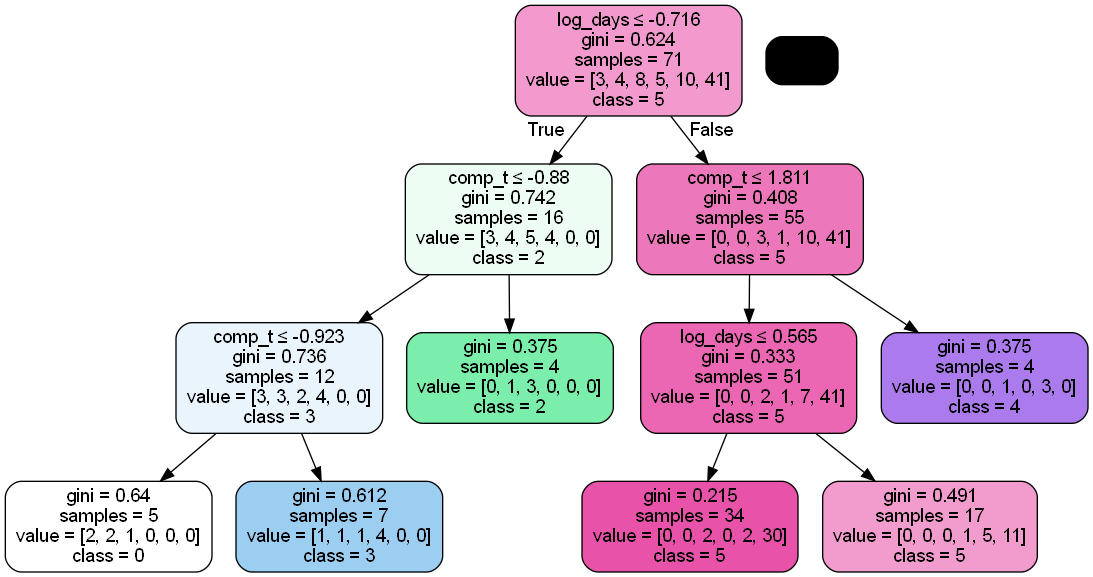 log_days ≤ -0.716
gini = 0.624
samples = 71
value = [3, 4, 8, 5, 10, 41]
class = 5
True
False
comp_t ≤ -0.88
gini = 0.742
samples = 16
value = [3, 4, 5, 4, 0, 0]
class = 2
comp_t ≤ 1.811
gini = 0.408
samples = 55
value = [0, 0, 3, 1, 10, 41]
class = 5
comp_t ≤ -0.923
gini = 0.736
samples = 12
value = [3, 3, 2, 4, 0, 0]
class = 3
gini = 0.375
samples = 4
value = [0, 1, 3, 0, 0, 0]
class = 2
log_days ≤ 0.565
gini = 0.333
samples = 51
value = [0, 0, 2, 1, 7, 41]
class = 5
gini = 0.375
samples = 4
value = [0, 0, 1, 0, 3, 0]
class = 4
gini = 0.64
samples = 5
value = [2, 2, 1, 0, 0, 0]
class = 0
gini = 0.612
samples = 7
value = [1, 1, 1, 4, 0, 0]
class = 3
gini = 0.215
samples = 34
value = [0, 0, 2, 0, 2, 30]
class = 5
gini = 0.491
samples = 17
value = [0, 0, 0, 1, 5, 11]
class = 5